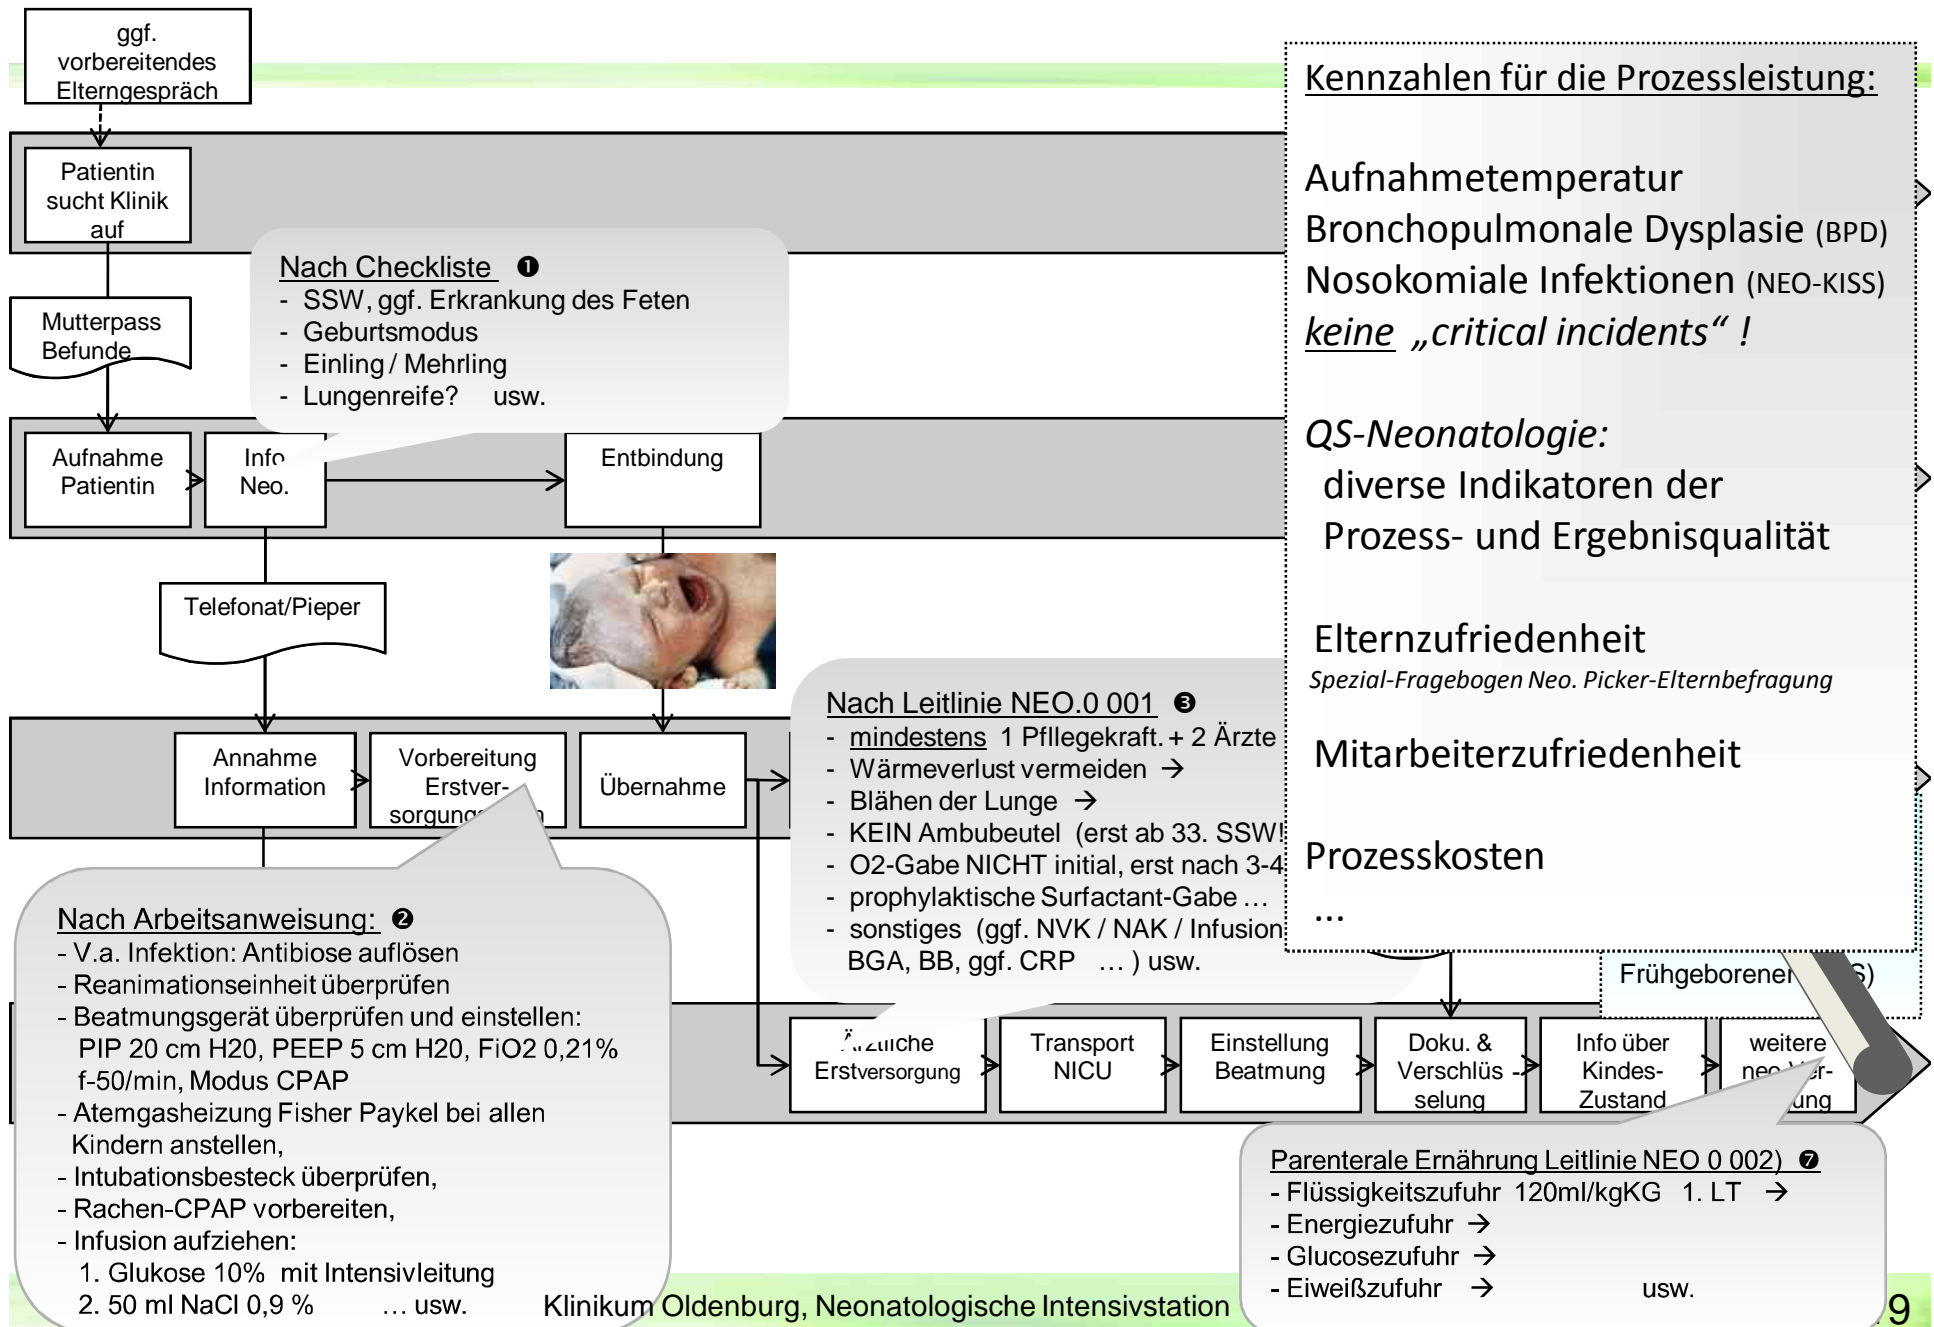 ggf.
vorbereitendes
Elterngespräch
Patientin
sucht Klinik
auf
Mutterpass
Befunde
Nach Checkliste ❶
- SSW, ggf. Erkrankung des Feten
- Geburtsmodus
- Einling / Mehrling
- Lungenreife? usw.
Aufnahme
Patientin
Info
Neo.
Entbindung
Telefonat/Pieper
Annahme
Information
Vorbereitung
Erstver-
Übernahme
Nach Arbeitsanweisung: ❷
- V.a. Infektion: Antibiose auflösen
- Reanimationseinheit überprüfen
- Beatmungsgerät überprüfen und einstellen:
PIP 20 cm H20, PEEP 5 cm H20, FiO2 0,21%
f-50/min, Modus CPAP
- Atemgasheizung Fisher Paykel bei allen
Kindern anstellen,
- Intubationsbesteck überprüfen,
- Rachen-CPAP vorbereiten,
- Infusion aufziehen:
1. Glukose 10% mit Intensivleitung
2. 50 ml NaCl 0,9 % … usw.
Nach Leitlinie NEO.0 001 ❸
- mindestens 1 Pfllegekraft. + 2 Ärzte
- Wärmeverlust vermeiden →
- Blähen der Lunge →
- KEIN Ambubeutel (erst ab 33. SSW!
- O2-Gabe NICHT initial, erst nach 3-4
- prophylaktische Surfactant-Gabe …
- sonstiges (ggf. NVK / NAK / Infusion
BGA, BB, ggf. CRP … ) usw.
Kennzahlen für die Prozessleistung:
Aufnahmetemperatur
Bronchopulmonale Dysplasie (BPD)
Nosokomiale Infektionen (NEO-KISS)
keine „critical incidents“ !
QS-Neonatologie:
diverse Indikatoren der
Prozess- und Ergebnisqualität
Elternzufriedenheit
Spezial-Fragebogen Neo. Picker-Elternbefragung
Mitarbeiterzufriedenheit
Prozesskosten
...
Frühgeborener S)
Ärztliche
Erstversorgung
Transport
NICU
Einstellung
Beatmung
Doku. &
Verschlüs -
selung
Info über
Kindes-
Zustand
weitere
Parenterale Ernährung Leitlinie NEO 0 002) ❼
- Flüssigkeitszufuhr 120ml/kgKG 1. LT →
- Energiezufuhr →
- Glucosezufuhr →
- Eiweißzufuhr → usw.
Klinikum Oldenburg, Neonatologische Intensivstation
9